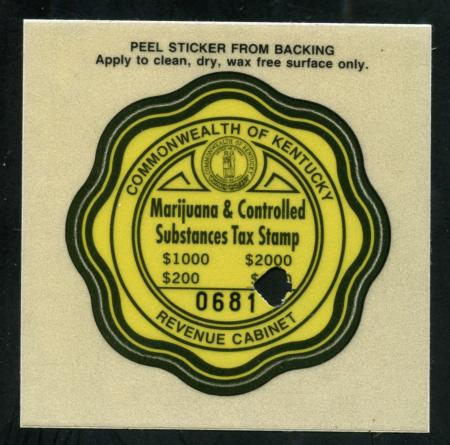 PEEL STICKER FROM BACKING
Apply to clean, dry, wax free surface only.
COMMONWEALTH OF KENTUCKY
Marijuana & Controlled
Substances Tax Stamp
$1000 $2000
$200
0681
REVENUE CABINET